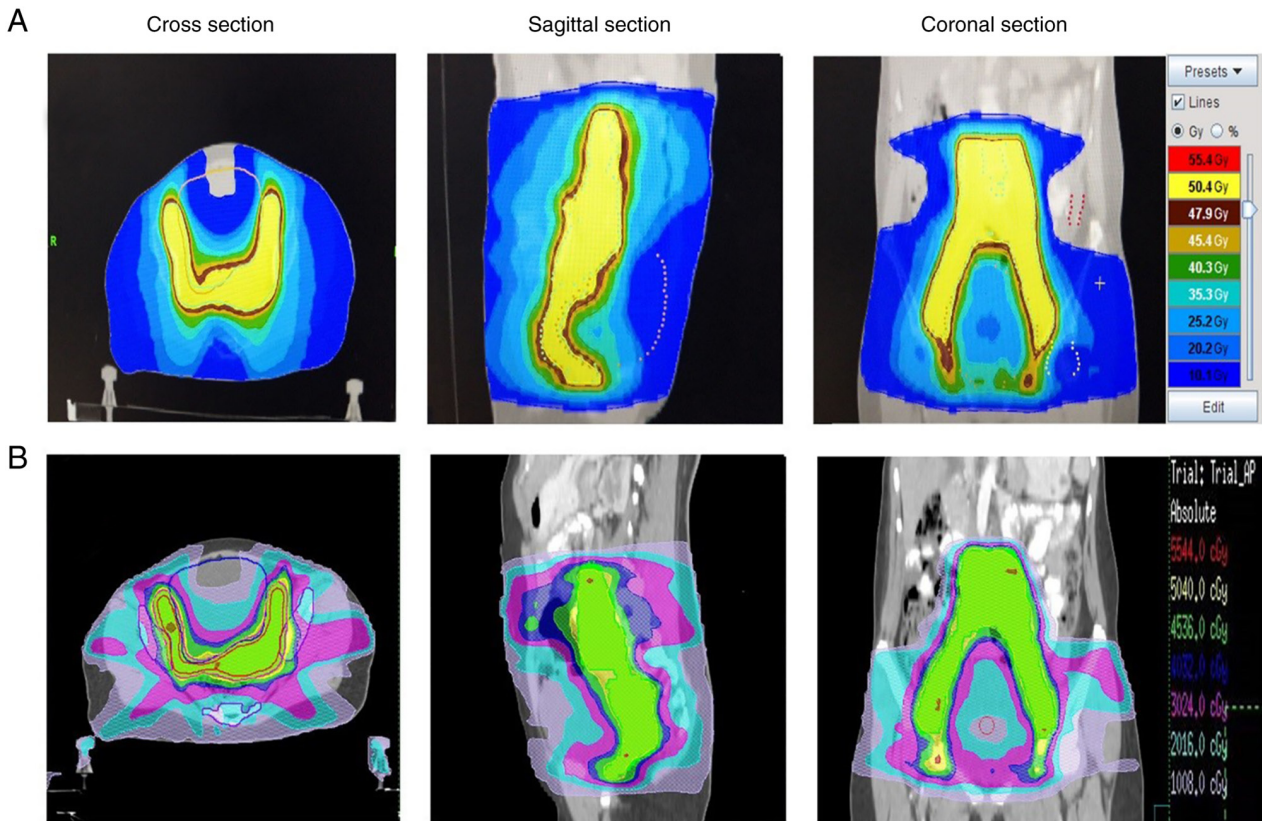 A
Cross section
Sagittal section
Coronal section
R
Presets
Lines
Gy %
55.4 Gy
50.4 Gy
47.9 Gy
45.4 Gy
40.3 Gy
35.3 Gy
25.2 Gy
20.2 Gy
10.1 Gy
Edit
B
Trial: Trial_AP
Absolute
5544.0 cGy
5040.0 cGy
4536.0 cGy
4032.0 cGy
3024.0 cGy
2016.0 cGy
1008.0 cGy